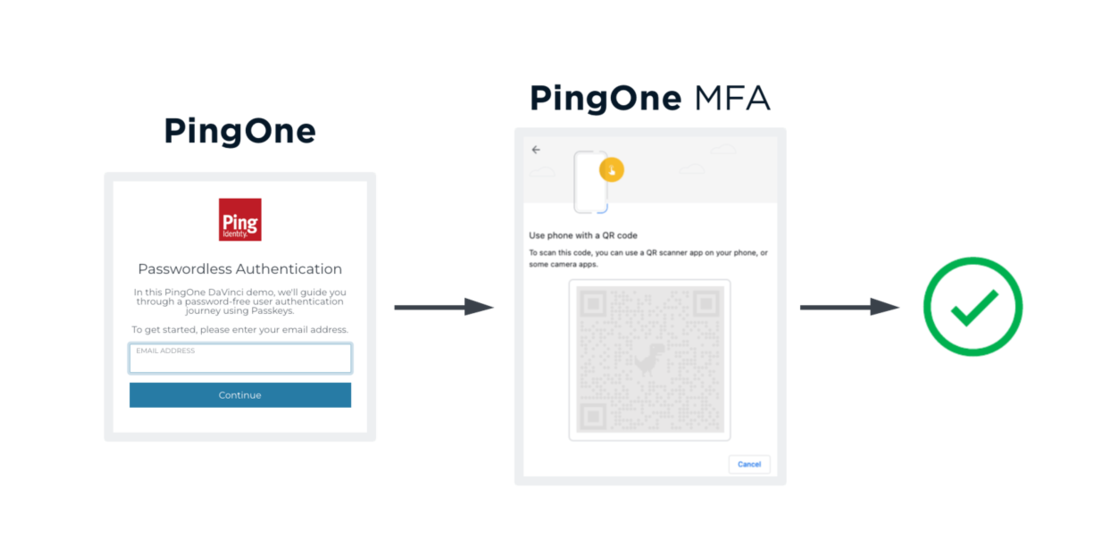 PingOne
Ping
Identity.
Passwordless Authentication
In this PingOne DaVinci demo, we'll guide you
through a password-free user authentication
journey using Passkeys.
To get started, please enter your email address.
EMAIL ADDRESS
Continue
PingOne MFA
Use phone with a QR code
To scan this code, you can use a QR scanner app on your phone, or
some camera apps.
Cancel